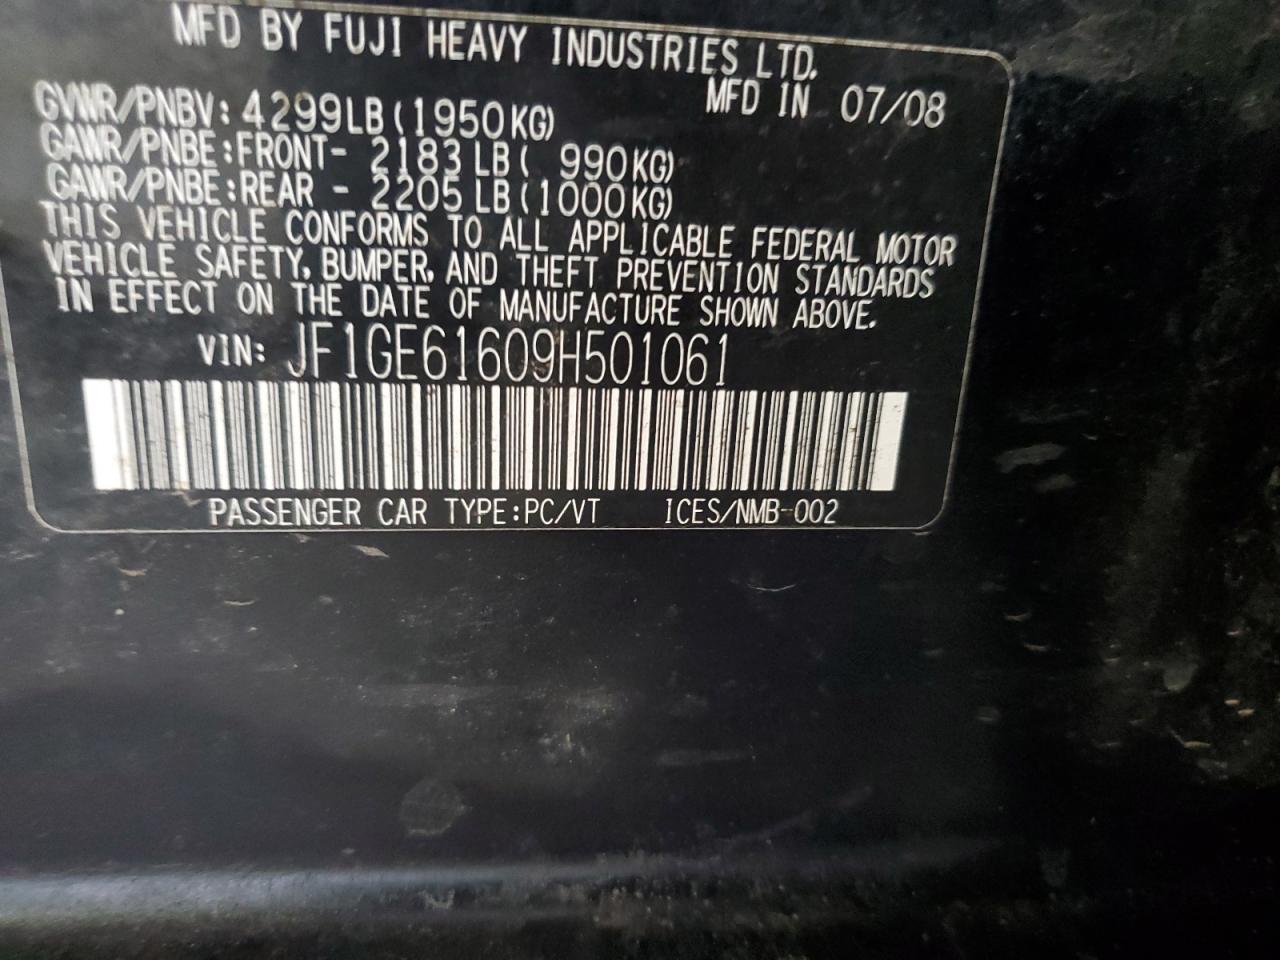 MFD BY FUJI HEAVY INDUSTRIES LTD.
MFD IN 07/08
GVWR/PNBV: 4299LB(1950KG)
GAWR/PNBE:FRONT- 2183LB( 990KG)
GAWR/PNBE:REAR - 2205LB(1000KG)
THIS VEHICLE CONFORMS TO ALL APPLICABLE FEDERAL MOTOR
VEHICLE SAFETY, BUMPER, AND THEFT PREVENTION STANDARDS
IN EFFECT ON THE DATE OF MANUFACTURE SHOWN ABOVE.
VIN: JF1GE61609H501061
PASSENGER CAR TYPE:PC/VT ICES/NMB-002